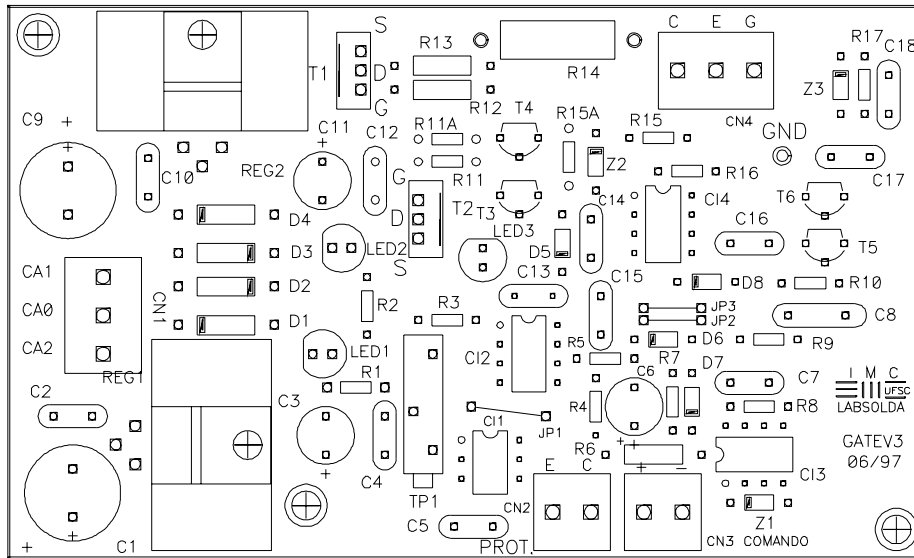 S
C E G
R17
C18
T1
R13
D
R14
Z3
G
R12
T4
R15A
R15
CN4
C9
+
C11
+
C12
R11A
GND
Z2
C10
REG2
R11
R16
C17
G
T2
T3
C14
CI4
T6
D4
D
C16
D3
LED2
LED3
D5
T5
S
CA1
CN1
D2
C13
C15
D8
R10
CA0
R2
R3
JP3
JP2
C8
D1
CA2
CI2
R5
D6
R9
LED1
REG1
R7
D7
C6
C7
R1
I M C
UFSC
C2
C3
R4
R8
LABSOLDA
CI1
JP1
+
+ +
GATEV3
R6
06/97
+
C4
E C
+ -
CI3
TP1
CN2
Z1
C5
+
+
C1
PROT.
CN3 COMANDO